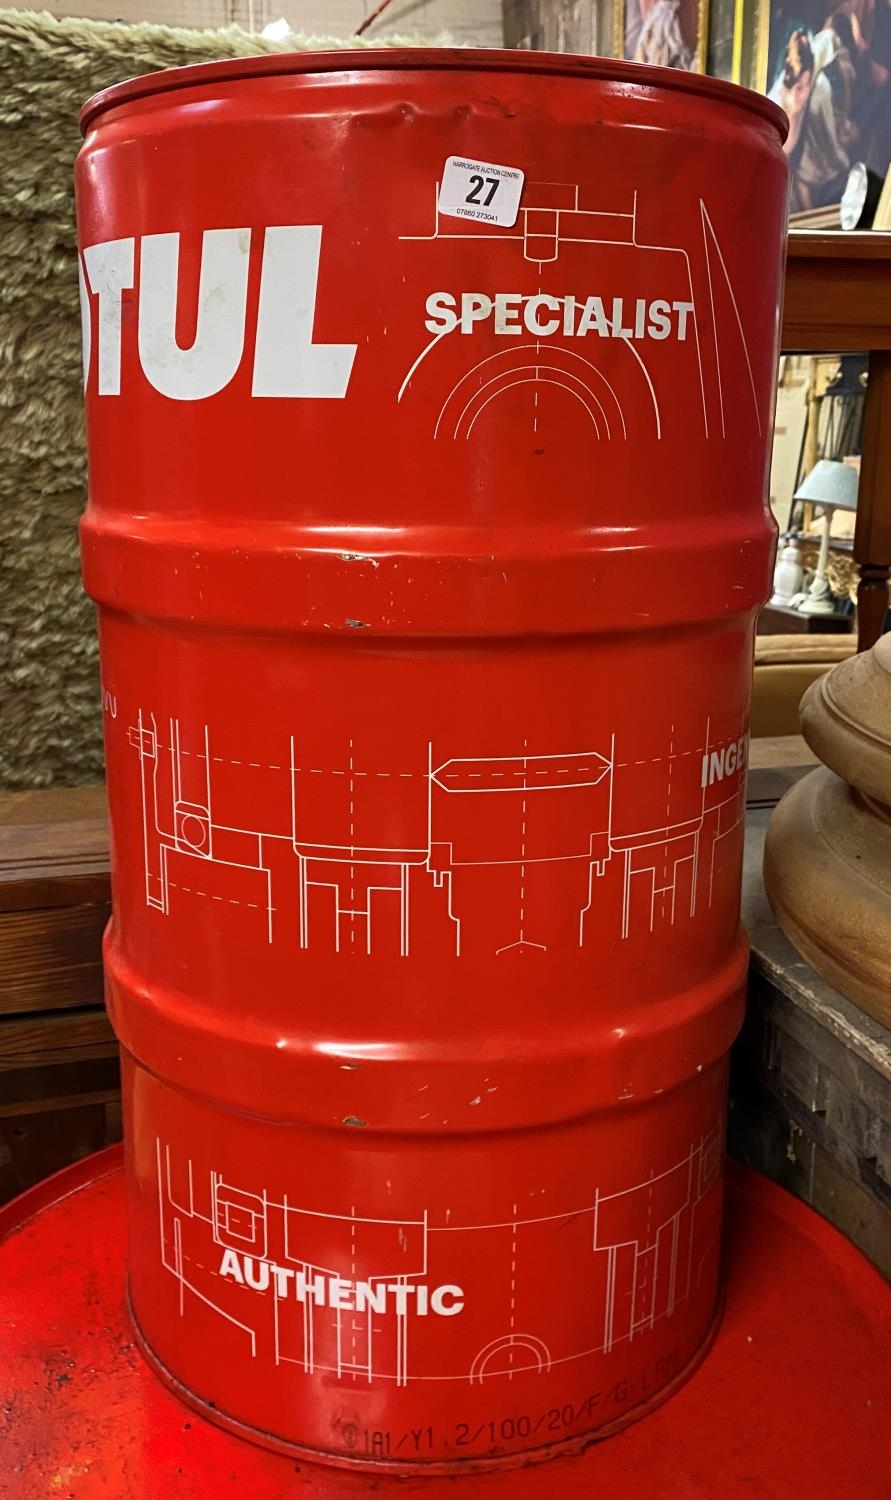 HARROGATE AUCTION CENTRE
27
07860 273041
OTUL
SPECIALIST
INGE
AUTHENTIC
1A1/Y1.2/100/20/F/G